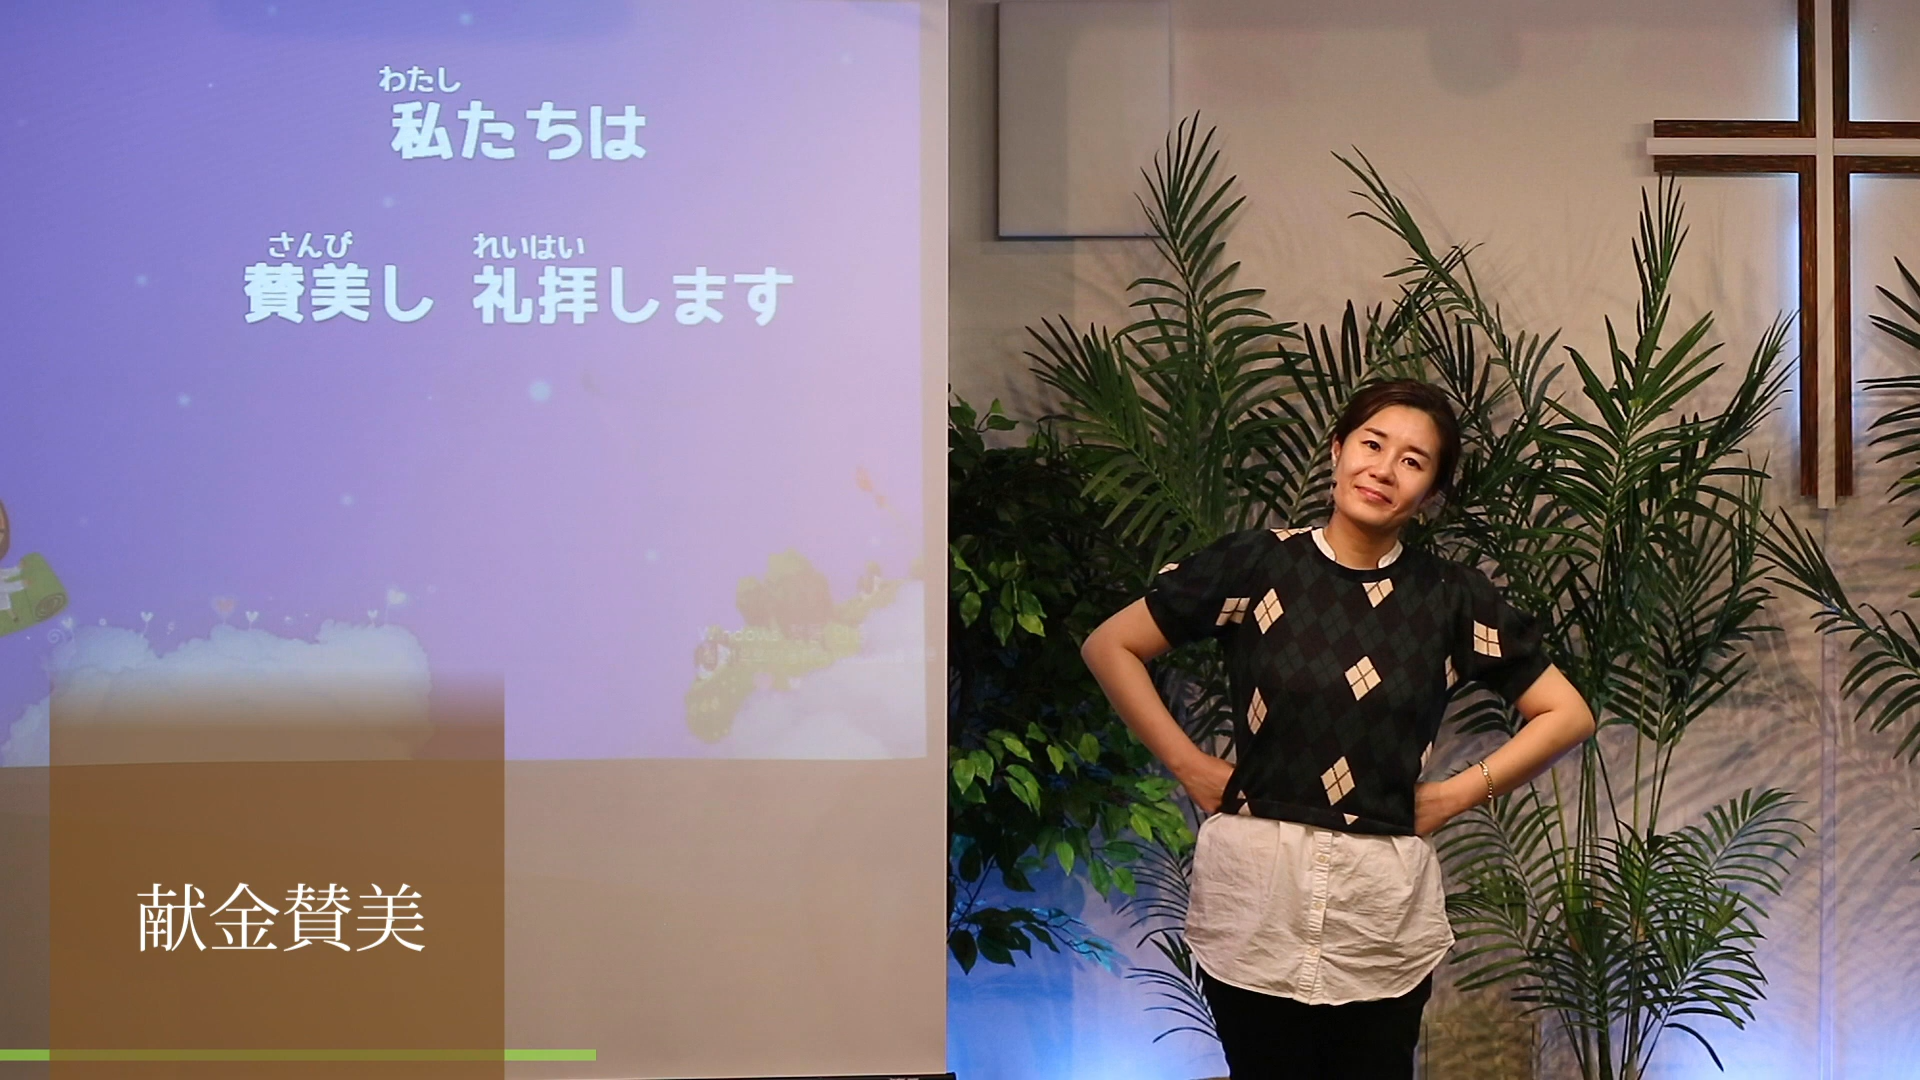 わたし
私たちは
さんび れいはい
賛美し 礼拝します
Windows
献金賛美